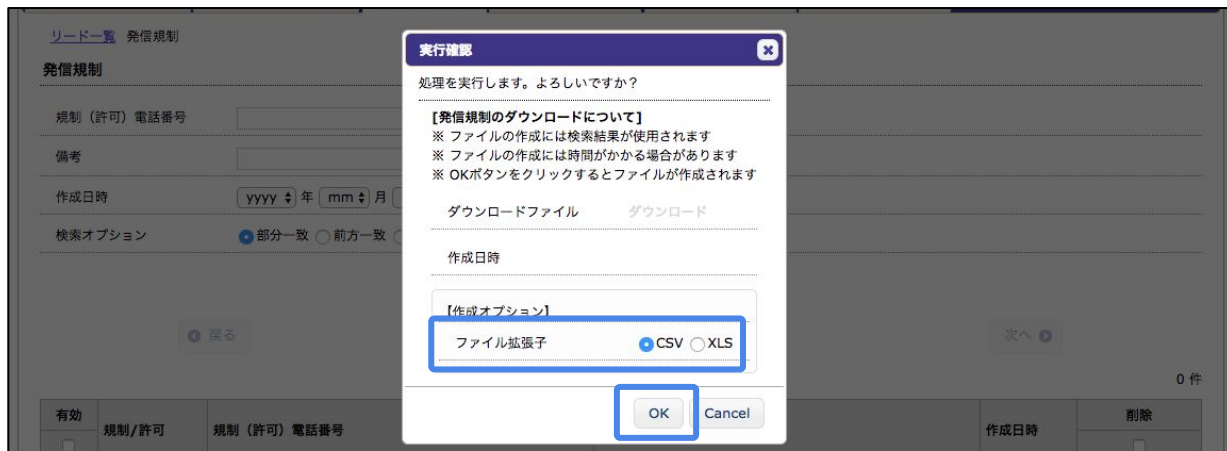 リード一覧 発信規制
発信規制
規制（許可）電話番号
備考
作成日時 yyyy 年 mm 月
検索オプション 部分一致 前方一致
戻る
次へ
0 件
有効 規制/許可 規制（許可）電話番号 作成日時 削除
実行確認
処理を実行します。よろしいですか？
[発信規制のダウンロードについて]
※ ファイルの作成には検索結果が使用されます
※ ファイルの作成には時間がかかる場合があります
※ OKボタンをクリックするとファイルが作成されます
ダウンロードファイル ダウンロード
作成日時
【作成オプション】
ファイル拡張子 CSV XLS
OK Cancel